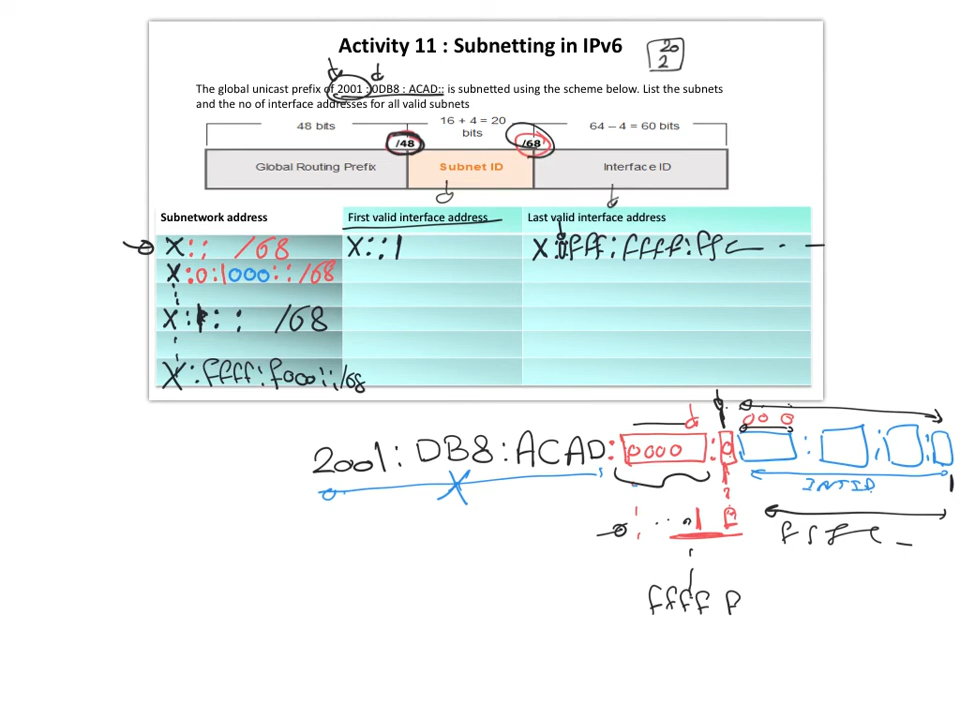 Activity 11 : Subnetting in IPv6
20
2
The global unicast prefix of 2001 : 0DB8 : ACAD:: is subnetted using the scheme below. List the subnets
and the no of interface addresses for all valid subnets
48 bits
16 + 4 = 20
bits
64 – 4 = 60 bits
/48
/68
Global Routing Prefix
Subnet ID
Interface ID
Subnetwork address
First valid interface address
Last valid interface address
X:: /68
X::1
X:0:1000::/68
X:1:: /68
X:ffff:f000::/68
2001:DB8:ACAD:0000:0
000
X
INTID
1
ffff